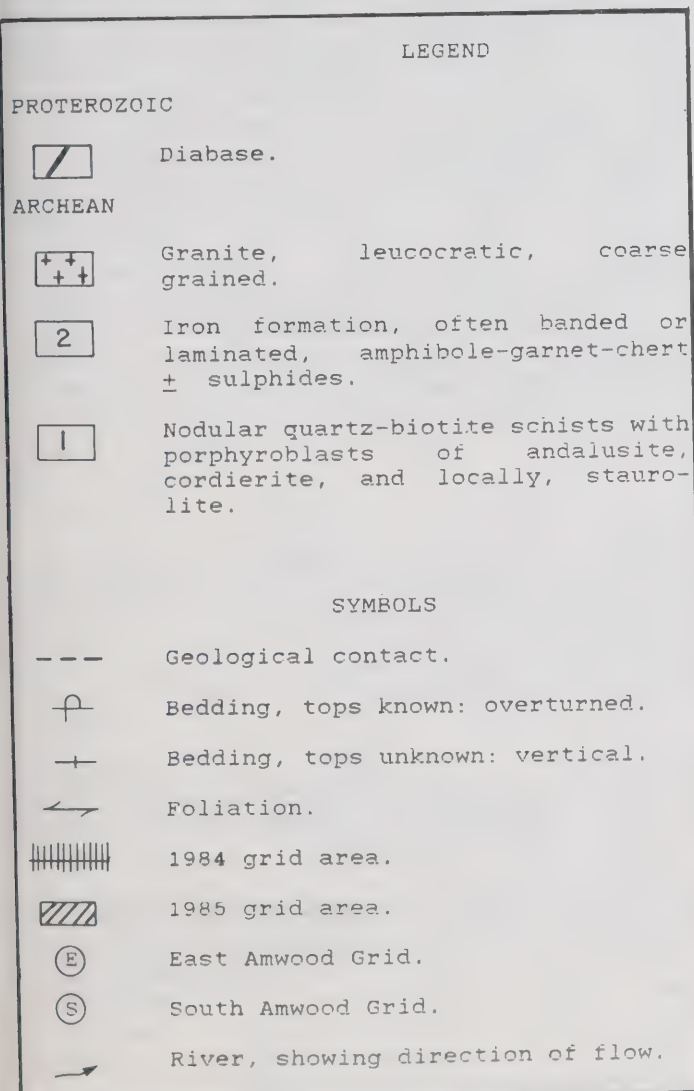 LEGEND
PROTEROZOIC
Diabase.
ARCHEAN
Granite, leucocratic, coarse
grained.
2 Iron formation, often banded or
laminated, amphibole-garnet-chert
± sulphides.
1 Nodular quartz-biotite schists with
porphyroblasts of andalusite,
cordierite, and locally, stauro-
lite.
SYMBOLS
Geological contact.
Bedding, tops known: overturned.
Bedding, tops unknown: vertical.
Foliation.
1984 grid area.
1985 grid area.
E East Amwood Grid.
S South Amwood Grid.
River, showing direction of flow.